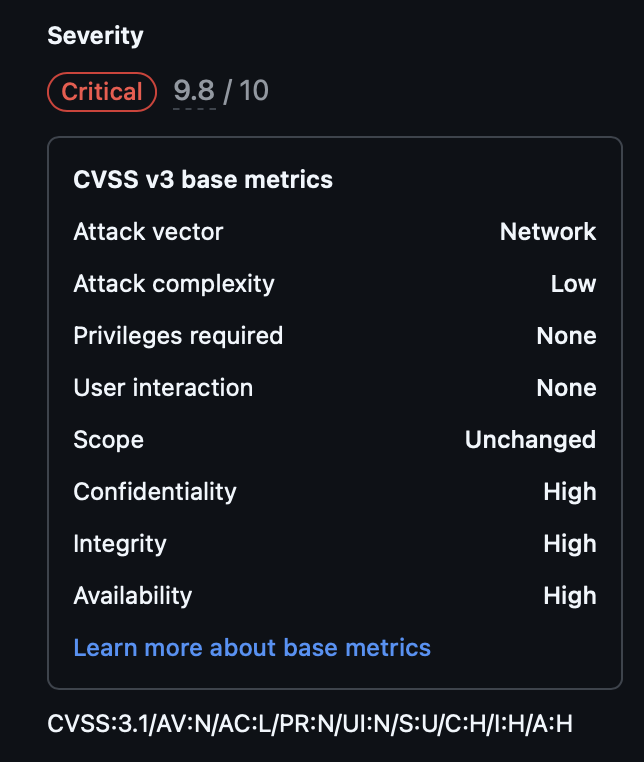 Severity
Critical 9.8 / 10
CVSS v3 base metrics
Attack vector Network
Attack complexity Low
Privileges required None
User interaction None
Scope Unchanged
Confidentiality High
Integrity High
Availability High
Learn more about base metrics
CVSS:3.1/AV:N/AC:L/PR:N/UI:N/S:U/C:H/I:H/A:H